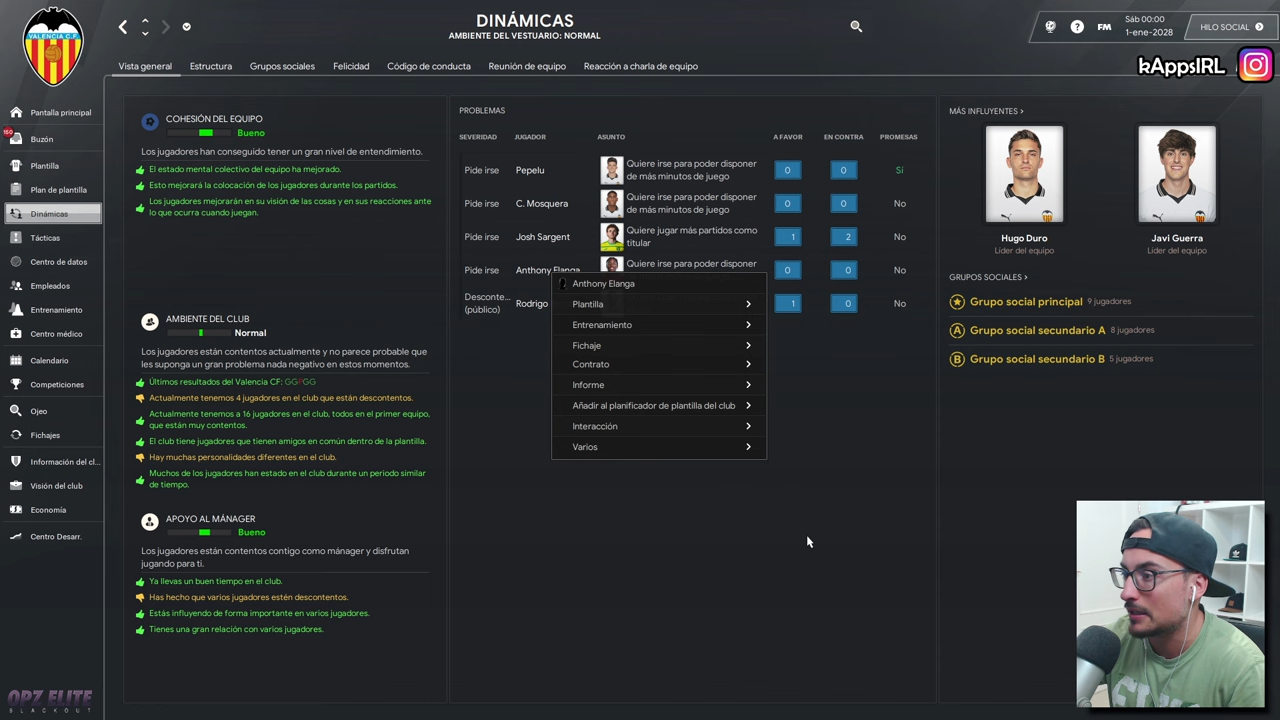 VALENCIA C.F.
DINÁMICAS
AMBIENTE DEL VESTUARIO: NORMAL
Sáb 00:00
1-ene-2028
FM
HILO SOCIAL
kAppsIRL
Vista general
Estructura
Grupos sociales
Felicidad
Código de conducta
Reunión de equipo
Reacción a charla de equipo
Pantalla principal
150
Buzón
Plantilla
Plan de plantilla
Dinámicas
Tácticas
Centro de datos
Empleados
Entrenamiento
Centro médico
Calendario
Competiciones
Ojeo
Fichajes
Información del cl...
Visión del club
Economía
Centro Desarr.
OPZ ELITE
BLACKOUT
COHESIÓN DEL EQUIPO
Bueno
Los jugadores han conseguido tener un gran nivel de entendimiento.
El estado mental colectivo del equipo ha mejorado.
Esto mejorará la colocación de los jugadores durante los partidos.
Los jugadores mejorarán en su visión de las cosas y en sus reacciones ante
lo que ocurra cuando juegan.
AMBIENTE DEL CLUB
Normal
Los jugadores están contentos actualmente y no parece probable que
les suponga un gran problema nada negativo en estos momentos.
Últimos resultados del Valencia CF: GGPGG
Actualmente tenemos 4 jugadores en el club que están descontentos.
Actualmente tenemos a 16 jugadores en el club, todos en el primer equipo,
que están muy contentos.
El club tiene jugadores que tienen amigos en común dentro de la plantilla.
Hay muchas personalidades diferentes en el club.
Muchos de los jugadores han estado en el club durante un periodo similar
de tiempo.
APOYO AL MÁNAGER
Bueno
Los jugadores están contentos contigo como mánager y disfrutan
jugando para ti.
Ya llevas un buen tiempo en el club.
Has hecho que varios jugadores estén descontentos.
Estás influyendo de forma importante en varios jugadores.
Tienes una gran relación con varios jugadores.
PROBLEMAS
SEVERIDAD JUGADOR ASUNTO A FAVOR EN CONTRA PROMESAS
Pide irse Pepelu Quiere irse para poder disponer
de más minutos de juego 0 0 Sí
Pide irse C. Mosquera Quiere irse para poder disponer
de más minutos de juego 0 0 No
Pide irse Josh Sargent Quiere jugar más partidos como
titular 1 2 No
Pide irse Anthony Elanga Quiere irse para poder disponer
0 0 No
Desconte...
(público) Rodrigo 1 0 No
Anthony Elanga
Plantilla
Entrenamiento
Fichaje
Contrato
Informe
Añadir al planificador de plantilla del club
Interacción
Varios
MÁS INFLUYENTES >
Hugo Duro
Líder del equipo
Javi Guerra
Líder del equipo
GRUPOS SOCIALES >
Grupo social principal 9 jugadores
A Grupo social secundario A 8 jugadores
B Grupo social secundario B 5 jugadores